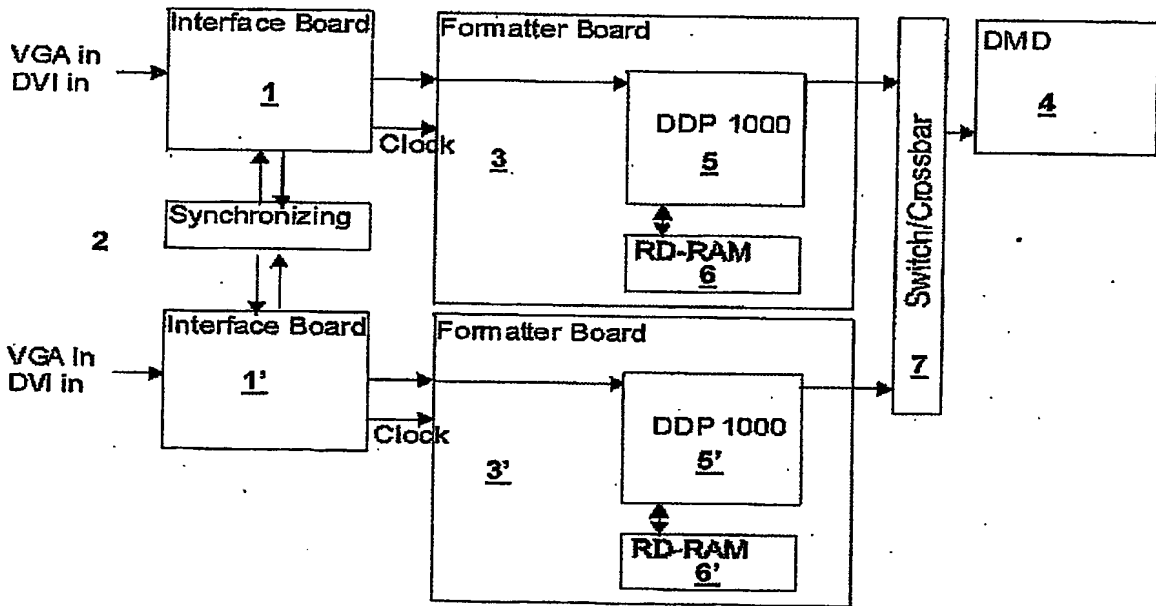 VGA in
DVI in
Interface Board
1
Clock
Synchronizing
2
Formatter Board
3
DDP 1000
5
RD-RAM
6
Switch/Crossbar
7
DMD
4
VGA in
DVI in
Interface Board
1'
Clock
Formatter Board
3'
DDP 1000
5'
RD-RAM
6'